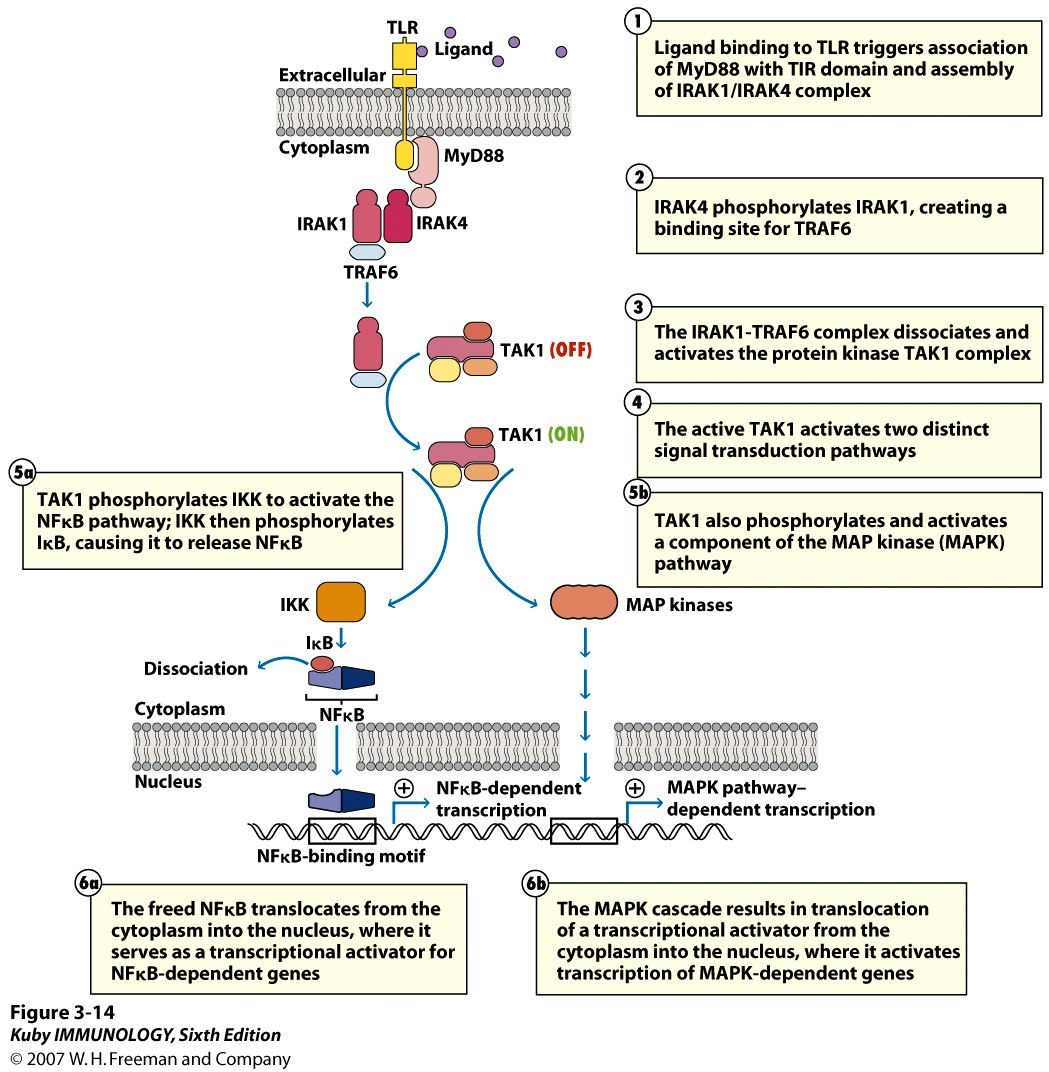 TLR
Ligand
Extracellular
Cytoplasm
MyD88
IRAK1
IRAK4
TRAF6
1
Ligand binding to TLR triggers association
of MyD88 with TIR domain and assembly
of IRAK1/IRAK4 complex
2
IRAK4 phosphorylates IRAK1, creating a
binding site for TRAF6
TAK1 (OFF)
3
The IRAK1-TRAF6 complex dissociates and
activates the protein kinase TAK1 complex
TAK1 (ON)
4
The active TAK1 activates two distinct
signal transduction pathways
5a
TAK1 phosphorylates IKK to activate the
NFκB pathway; IKK then phosphorylates
IκB, causing it to release NFκB
5b
TAK1 also phosphorylates and activates
a component of the MAP kinase (MAPK)
pathway
IKK
MAP kinases
IκB
Dissociation
NFκB
Cytoplasm
Nucleus
+
NFκB-dependent
transcription
+
MAPK pathway–
dependent transcription
NFκB-binding motif
6a
The freed NFκB translocates from the
cytoplasm into the nucleus, where it
serves as a transcriptional activator for
NFκB-dependent genes
6b
The MAPK cascade results in translocation
of a transcriptional activator from the
cytoplasm into the nucleus, where it activates
transcription of MAPK-dependent genes
Figure 3-14
Kuby IMMUNOLOGY, Sixth Edition
© 2007 W. H. Freeman and Company